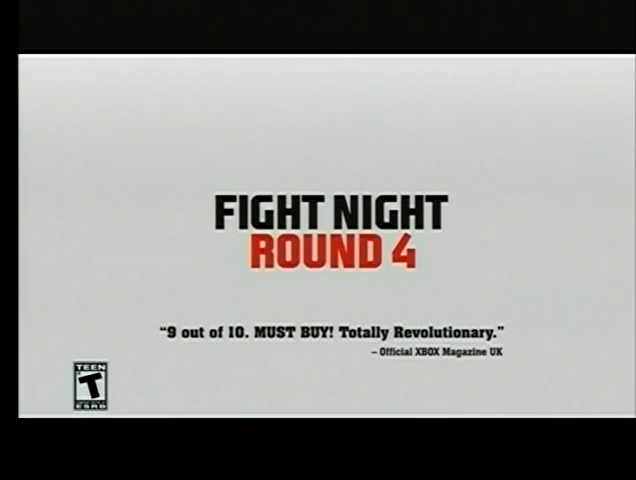 FIGHT NIGHT
ROUND 4
“9 out of 10. MUST BUY! Totally Revolutionary.”
– Official XBOX Magazine UK
TEEN
T
ESRB